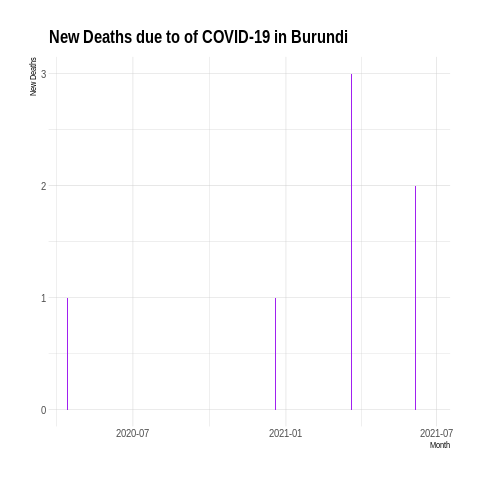 New Deaths due to of COVID-19 in Burundi
New Deaths
3
2
1
0
2020-07
2021-01
2021-07
Month